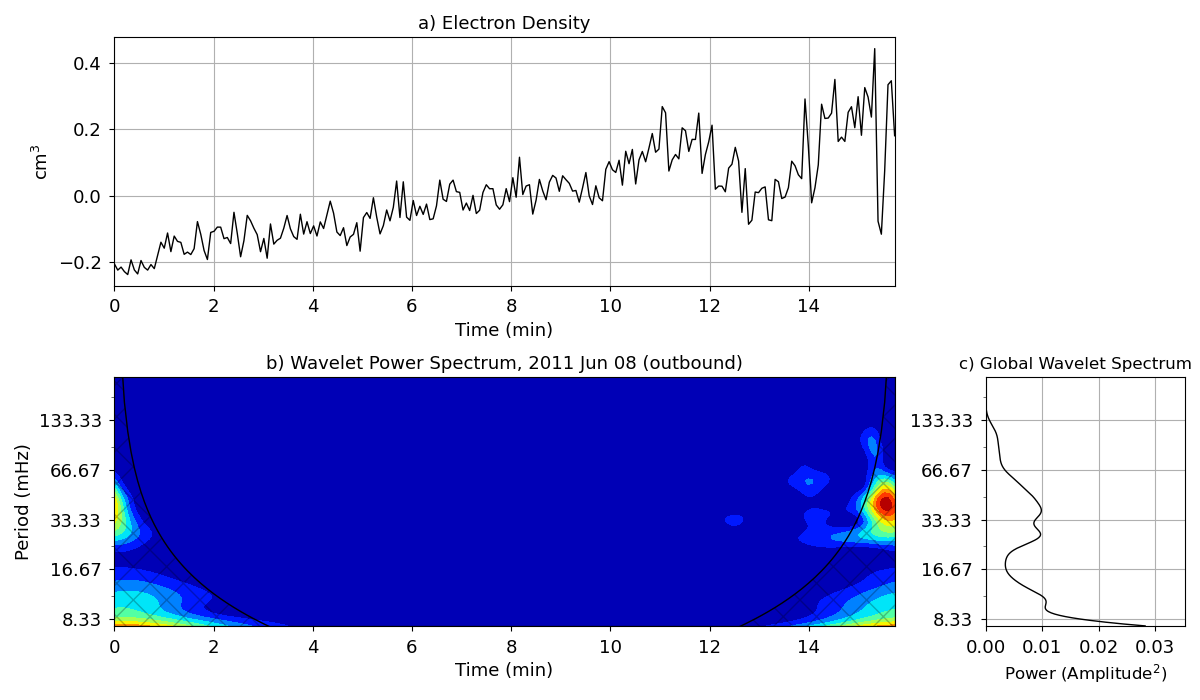 a) Electron Density
0.4
0.2
0.0
−0.2
cm³
0 2 4 6 8 10 12 14
Time (min)
b) Wavelet Power Spectrum, 2011 Jun 08 (outbound)
133.33
66.67
33.33
16.67
8.33
Period (mHz)
0 2 4 6 8 10 12 14
Time (min)
c) Global Wavelet Spectrum
133.33
66.67
33.33
16.67
8.33
0.00 0.01 0.02 0.03
Power (Amplitude²)